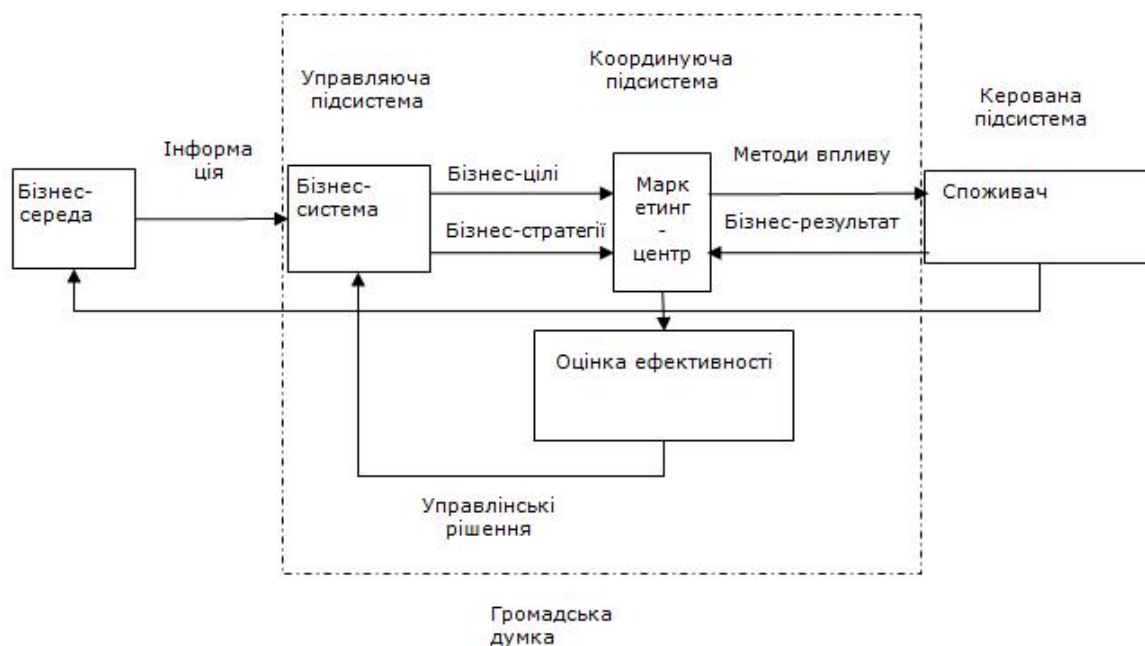 Управляюча
підсистема
Координуюча
підсистема
Керована
підсистема
Інформа
ція
Бізнес-
середа
Бізнес-
система
Бізнес-цілі
Бізнес-стратегії
Марк
етинг
-
центр
Методи впливу
Бізнес-результат
Споживач
Оцінка ефективності
Управлінські
рішення
Громадська
думка